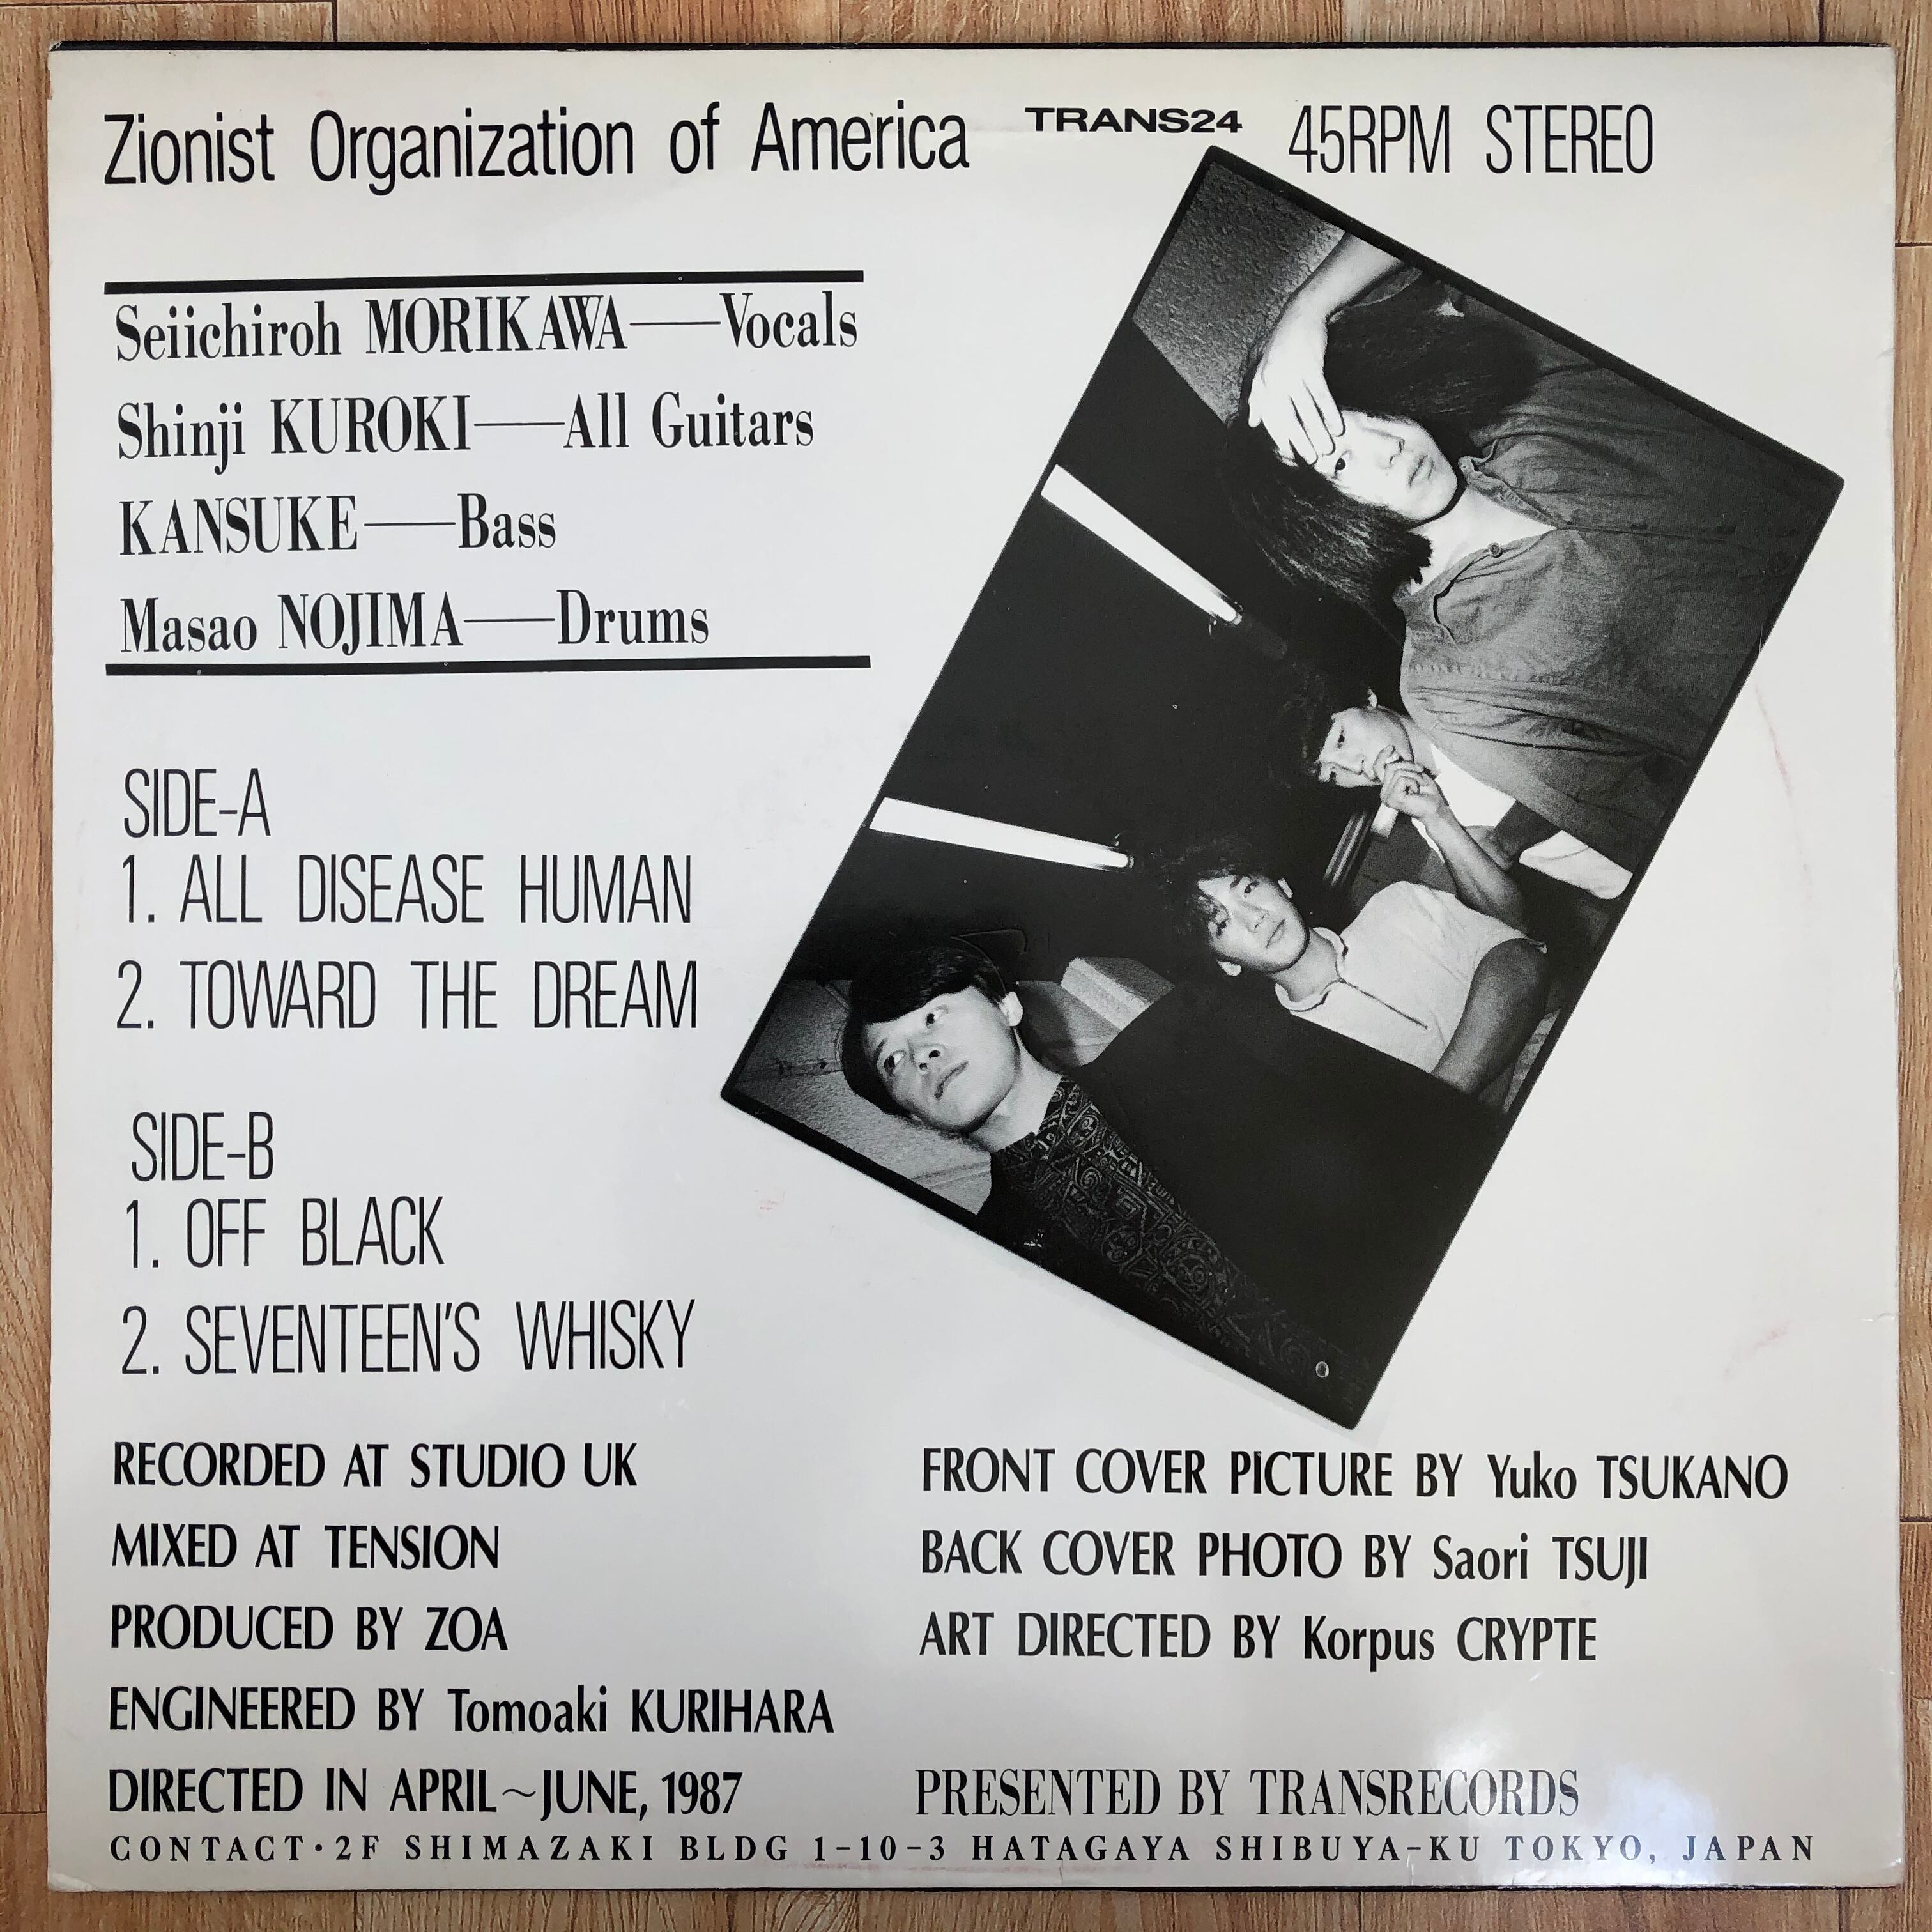 Zionist Organization of America TRANS24 45RPM STEREO
Seiichiroh MORIKAWA——Vocals
Shinji KUROKI——All Guitars
KANSUKE——Bass
Masao NOJIMA——Drums
SIDE-A
1. ALL DISEASE HUMAN
2. TOWARD THE DREAM
SIDE-B
1. OFF BLACK
2. SEVENTEEN'S WHISKY
RECORDED AT STUDIO UK
MIXED AT TENSION
PRODUCED BY ZOA
ENGINEERED BY Tomoaki KURIHARA
DIRECTED IN APRIL~JUNE, 1987
FRONT COVER PICTURE BY Yuko TSUKANO
BACK COVER PHOTO BY Saori TSUJI
ART DIRECTED BY Korpus CRYPTE
PRESENTED BY TRANSRECORDS
CONTACT·2F SHIMAZAKI BLDG 1-10-3 HATAGAYA SHIBUYA-KU TOKYO, JAPAN